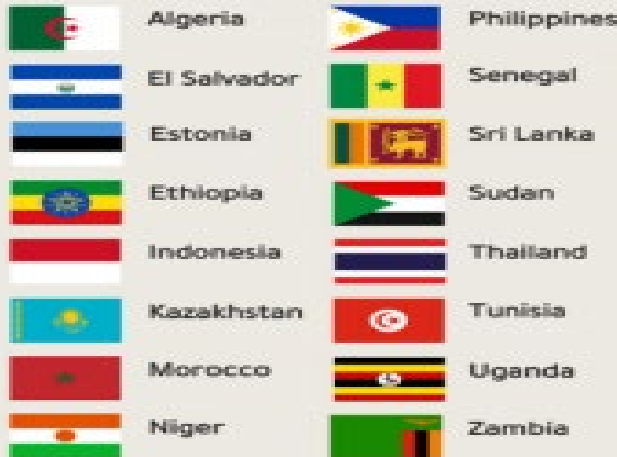 Algeria
El Salvador
Estonia
Ethiopia
Indonesia
Kazakhstan
Morocco
Niger
Philippines
Senegal
Sri Lanka
Sudan
Thailand
Tunisia
Uganda
Zambia